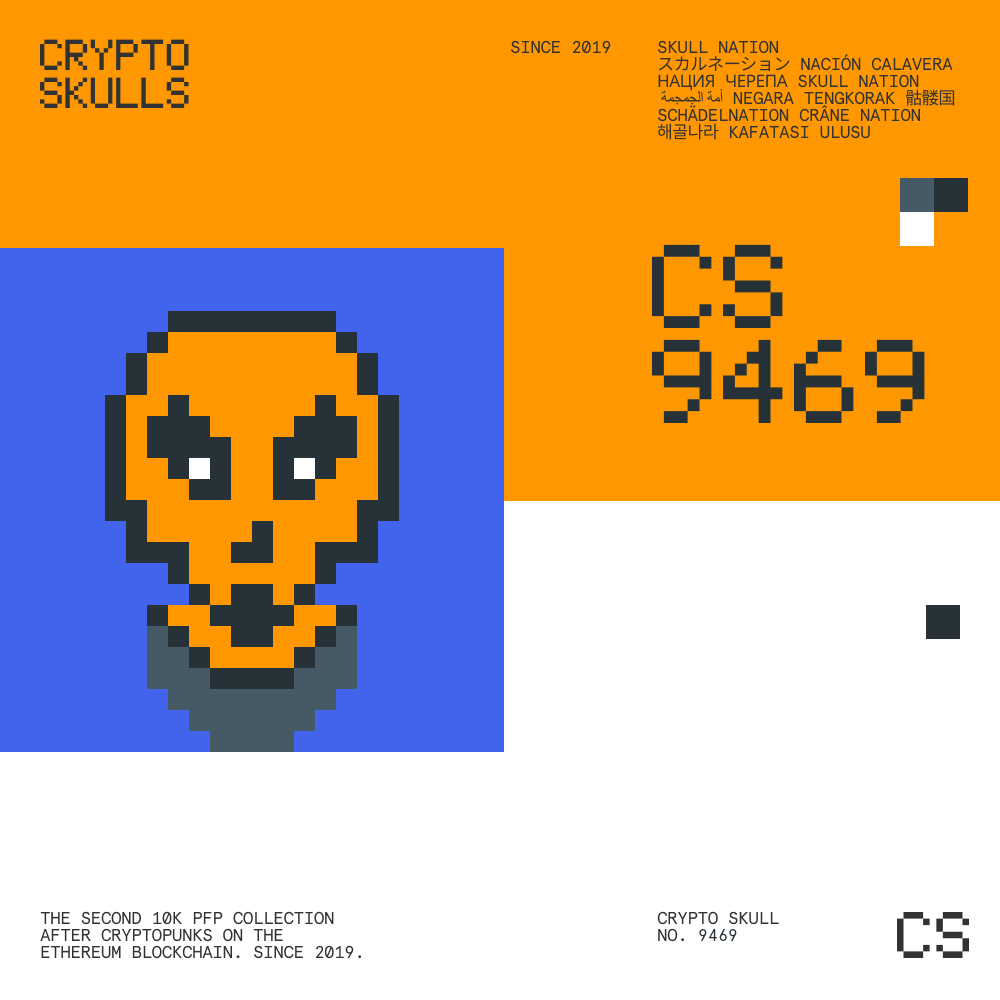 CRYPTO
SKULLS
SINCE 2019
SKULL NATION
スカルネーション NACIÓN CALAVERA
НАЦИЯ ЧЕРЕПА SKULL NATION
أمة الجمجمة NEGARA TENGKORAK 骷髅国
SCHÄDELNATION CRÂNE NATION
해골나라 KAFATASI ULUSU
CS
9469
THE SECOND 10K PFP COLLECTION
AFTER CRYPTOPUNKS ON THE
ETHEREUM BLOCKCHAIN. SINCE 2019.
CRYPTO SKULL
NO. 9469
CS